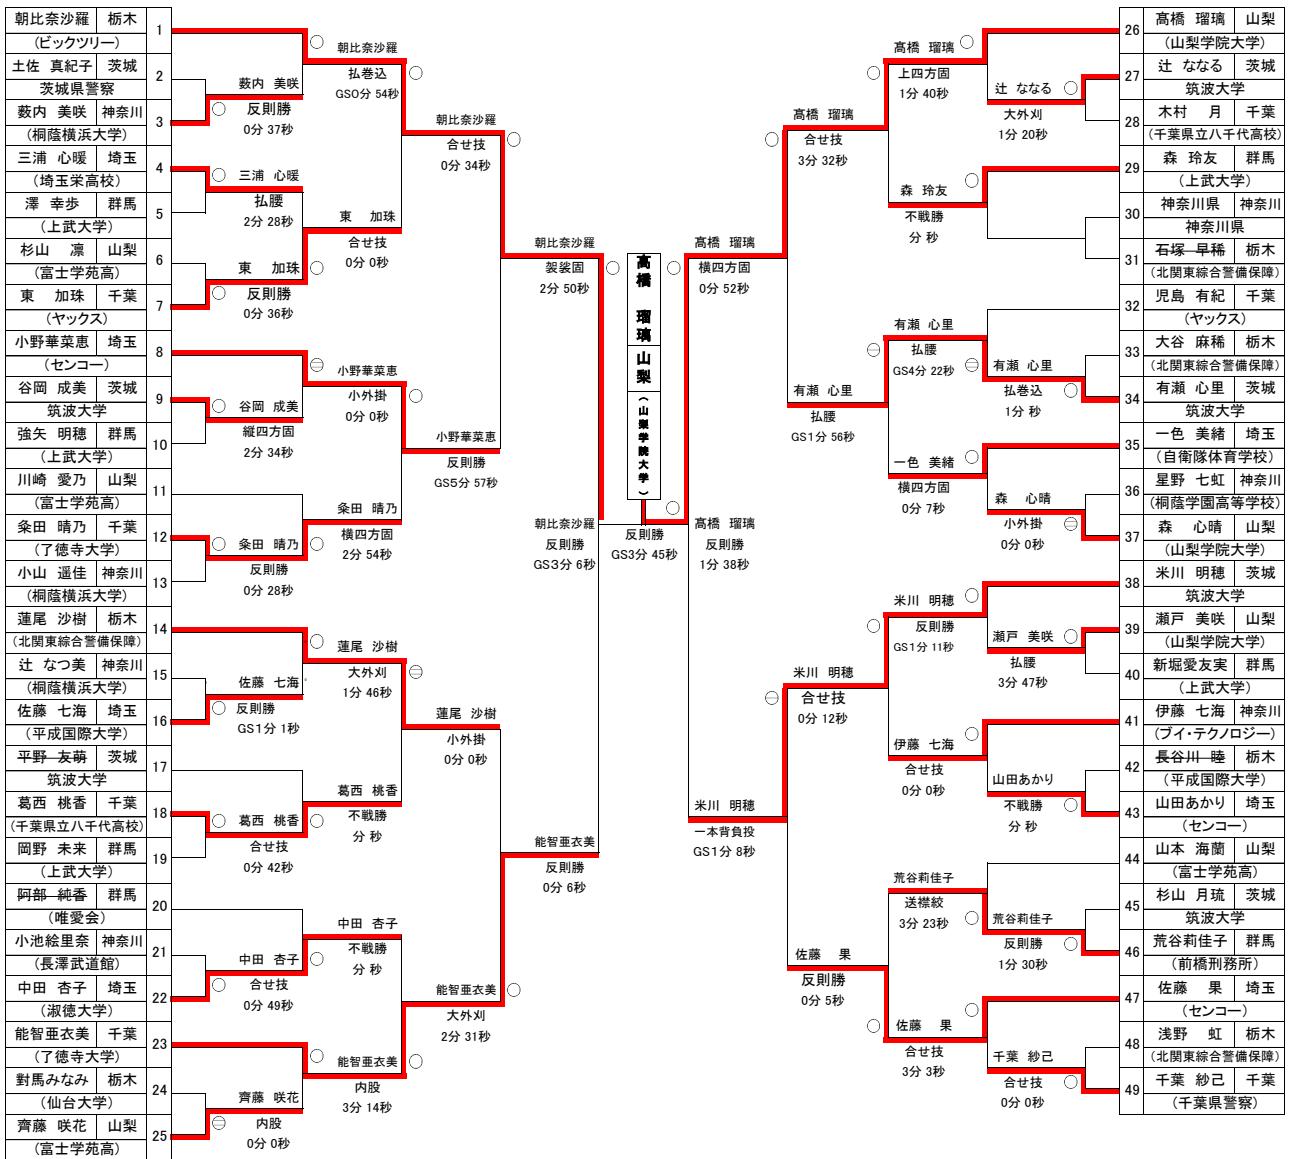 朝比奈沙羅 栃木
1
(ビックツリー)
土佐 真紀子 茨城
2
茨城県警察
薮内 美咲 神奈川
3
(桐蔭横浜大学)
三浦 心暖 埼玉
4
(埼玉栄高校)
澤 幸歩 群馬
5
(上武大学)
杉山 凛 山梨
6
(富士学苑高)
東 加珠 千葉
7
(ヤックス)
小野華菜恵 埼玉
8
(センコー)
谷岡 成美 茨城
9
筑波大学
強矢 明穂 群馬
10
(上武大学)
川崎 愛乃 山梨
11
(富士学苑高)
粂田 晴乃 千葉
12
(了徳寺大学)
小山 遥佳 神奈川
13
(桐蔭横浜大学)
蓮尾 沙樹 栃木
14
(北関東綜合警備保障)
辻 なつ美 神奈川
15
(桐蔭横浜大学)
佐藤 七海 埼玉
16
(平成国際大学)
平野 友萌 茨城
17
筑波大学
葛西 桃香 千葉
18
(千葉県立八千代高校)
岡野 未来 群馬
19
(上武大学)
阿部 純香 群馬
20
(唯愛会)
小池絵里奈 神奈川
21
(長澤武道館)
中田 杏子 埼玉
22
(淑徳大学)
能智亜衣美 千葉
23
(了徳寺大学)
對馬みなみ 栃木
24
(仙台大学)
齊藤 咲花 山梨
25
(富士学苑高)
薮内 美咲
反則勝
0分 37秒
三浦 心暖
払腰
2分 28秒
東 加珠
反則勝
0分 36秒
谷岡 成美
縦四方固
2分 34秒
粂田 晴乃
反則勝
0分 28秒
佐藤 七海
反則勝
GS1分 1秒
葛西 桃香
合せ技
0分 42秒
中田 杏子
合せ技
0分 49秒
齊藤 咲花
内股
0分 0秒
朝比奈沙羅
払巻込
GS0分 54秒
東 加珠
合せ技
0分 0秒
小野華菜恵
小外掛
0分 0秒
粂田 晴乃
横四方固
2分 54秒
蓮尾 沙樹
大外刈
1分 46秒
葛西 桃香
不戦勝
分 秒
中田 杏子
不戦勝
分 秒
能智亜衣美
内股
3分 14秒
朝比奈沙羅
合せ技
0分 34秒
小野華菜恵
反則勝
GS5分 57秒
蓮尾 沙樹
小外掛
0分 0秒
能智亜衣美
大外刈
2分 31秒
朝比奈沙羅
袈裟固
2分 50秒
能智亜衣美
反則勝
0分 6秒
朝比奈沙羅
反則勝
GS3分 6秒
髙橋 瑠璃
山梨
(山梨学院大学)
反則勝
GS3分 45秒
髙橋 瑠璃
反則勝
1分 38秒
髙橋 瑠璃
横四方固
0分 52秒
米川 明穂
一本背負投
GS1分 8秒
髙橋 瑠璃
合せ技
3分 32秒
有瀬 心里
払腰
GS1分 56秒
米川 明穂
合せ技
0分 12秒
佐藤 果
反則勝
0分 5秒
髙橋 瑠璃
上四方固
1分 40秒
森 玲友
不戦勝
分 秒
有瀬 心里
払腰
GS4分 22秒
一色 美緒
横四方固
0分 7秒
米川 明穂
反則勝
GS1分 11秒
伊藤 七海
合せ技
0分 0秒
荒谷莉佳子
送襟絞
3分 23秒
佐藤 果
合せ技
3分 3秒
辻 ななる
大外刈
1分 20秒
有瀬 心里
払巻込
1分 秒
森 心晴
小外掛
0分 0秒
瀬戸 美咲
払腰
3分 47秒
山田あかり
不戦勝
分 秒
荒谷莉佳子
反則勝
1分 30秒
千葉 紗己
合せ技
0分 0秒
26
髙橋 瑠璃 山梨
(山梨学院大学)
27
辻 ななる 茨城
筑波大学
28
木村 月 千葉
(千葉県立八千代高校)
29
森 玲友 群馬
(上武大学)
30
神奈川県 神奈川
神奈川県
31
石塚 早稀 栃木
(北関東綜合警備保障)
32
児島 有紀 千葉
(ヤックス)
33
大谷 麻稀 栃木
(北関東綜合警備保障)
34
有瀬 心里 茨城
筑波大学
35
一色 美緒 埼玉
(自衛隊体育学校)
36
星野 七虹 神奈川
(桐蔭学園高等学校)
37
森 心晴 山梨
(山梨学院大学)
38
米川 明穂 茨城
筑波大学
39
瀬戸 美咲 山梨
(山梨学院大学)
40
新堀愛友実 群馬
(上武大学)
41
伊藤 七海 神奈川
(ブイ・テクノロジー)
42
長谷川 睦 栃木
(平成国際大学)
43
山田あかり 埼玉
(センコー)
44
山本 海蘭 山梨
(富士学苑高)
45
杉山 月琉 茨城
筑波大学
46
荒谷莉佳子 群馬
(前橋刑務所)
47
佐藤 果 埼玉
(センコー)
48
浅野 虹 栃木
(北関東綜合警備保障)
49
千葉 紗己 千葉
(千葉県警察)